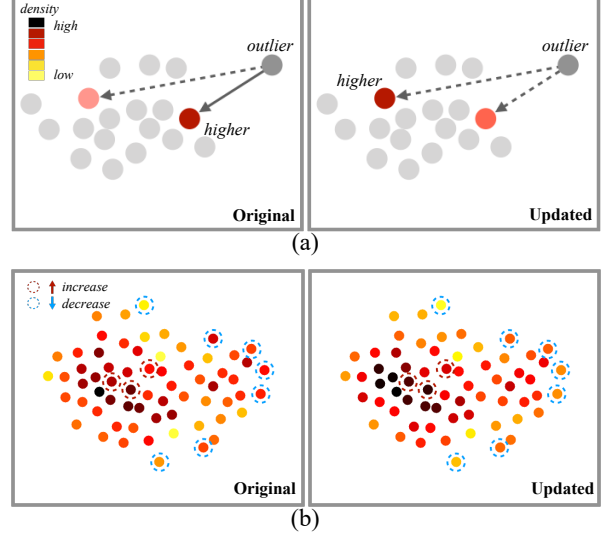 density
high
low
outlier
higher
Original
higher
outlier
Updated
(a)
increase
decrease
Original
Updated
(b)